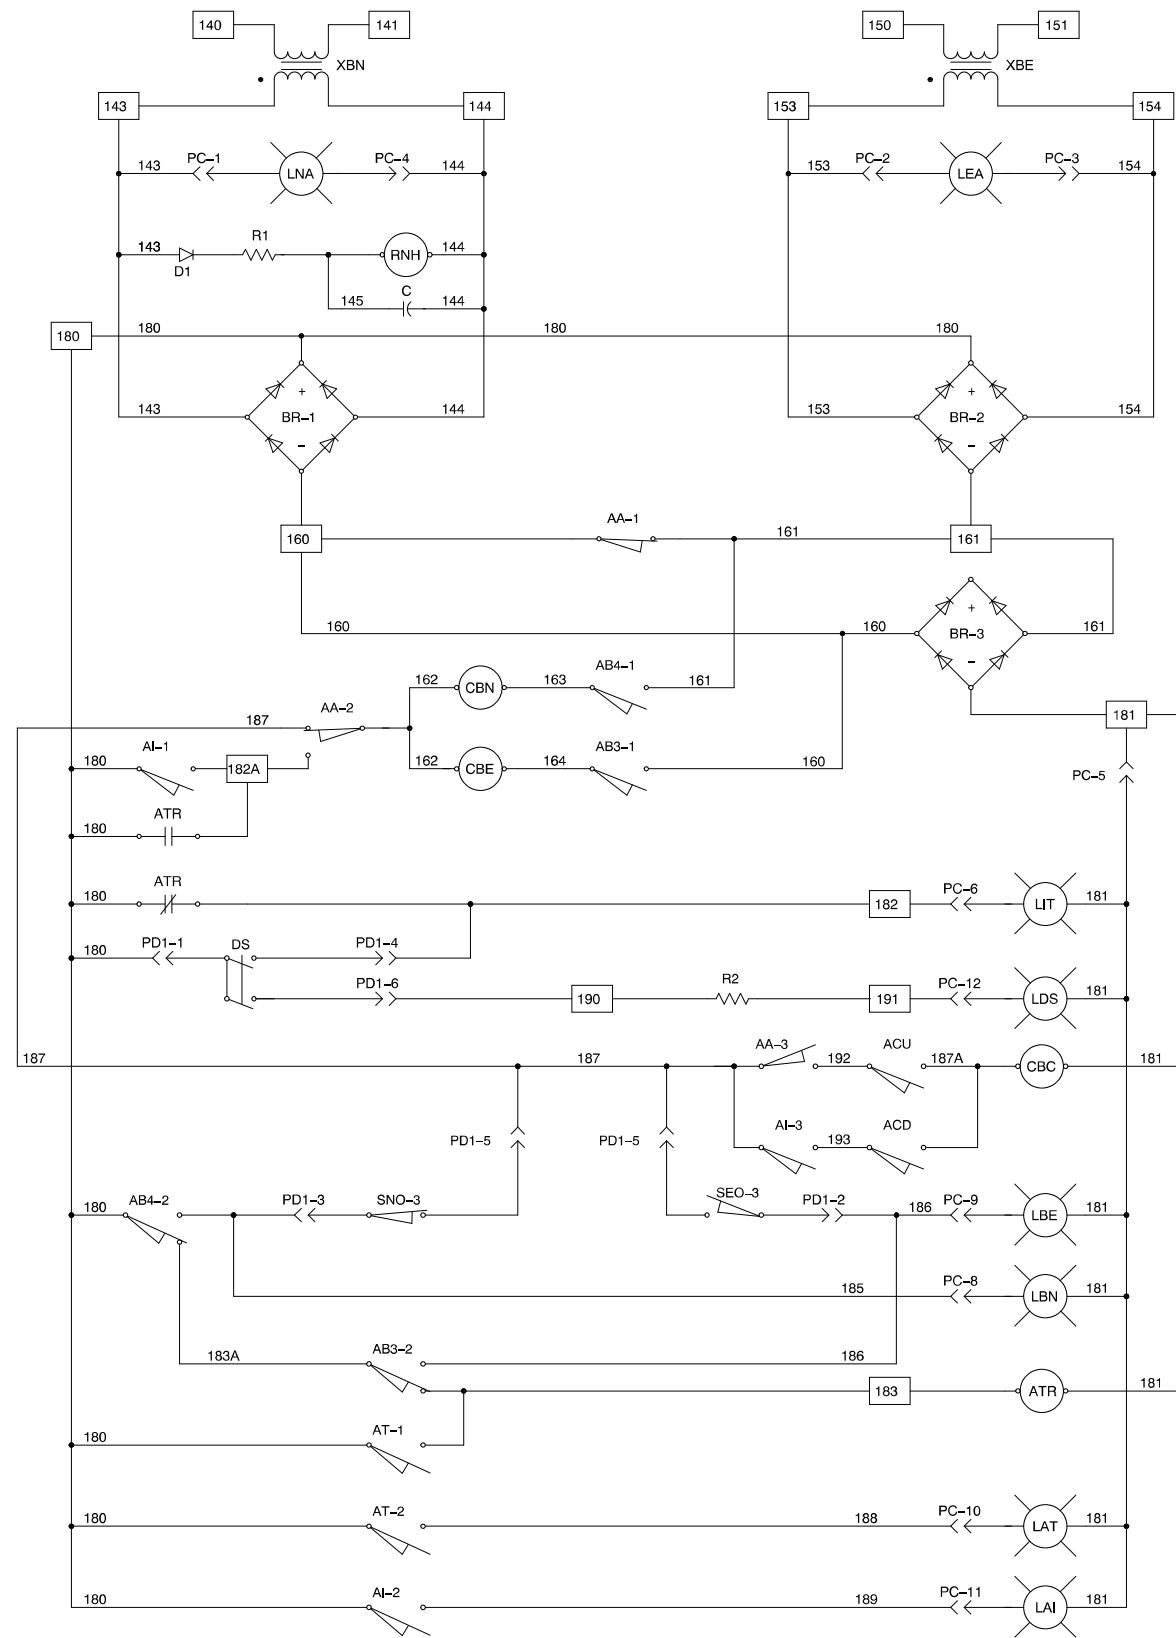 140 141 150 151
XBN XBE
143 144 153 154
143 PC-1 LNA PC-4 144 153 PC-2 LEA PC-3 154
143 D1 R1 RNH 144
145 C 144
180 180 180 180
143 + BR-1 - 144 153 + BR-2 - 154
160 AA-1 161 161
160 160 + BR-3 - 161
162 CBN 163 AB4-1 161
187 AA-2 181
180 AI-1 182A 162 CBE 164 AB3-1 160 PC-5
180 ATR
180 ATR 182 PC-6 LIT 181
180 PD1-1 DS PD1-4
PD1-6 190 R2 191 PC-12 LDS 181
187 187 AA-3 192 ACU 187A CBC 181
PD1-5 PD1-5 AI-3 193 ACD
180 AB4-2 PD1-3 SNO-3 SEO-3 PD1-2 186 PC-9 LBE 181
185 PC-8 LBN 181
183A AB3-2 186
183 ATR 181
180 AT-1
180 AT-2 188 PC-10 LAT 181
180 AI-2 189 PC-11 LAI 181